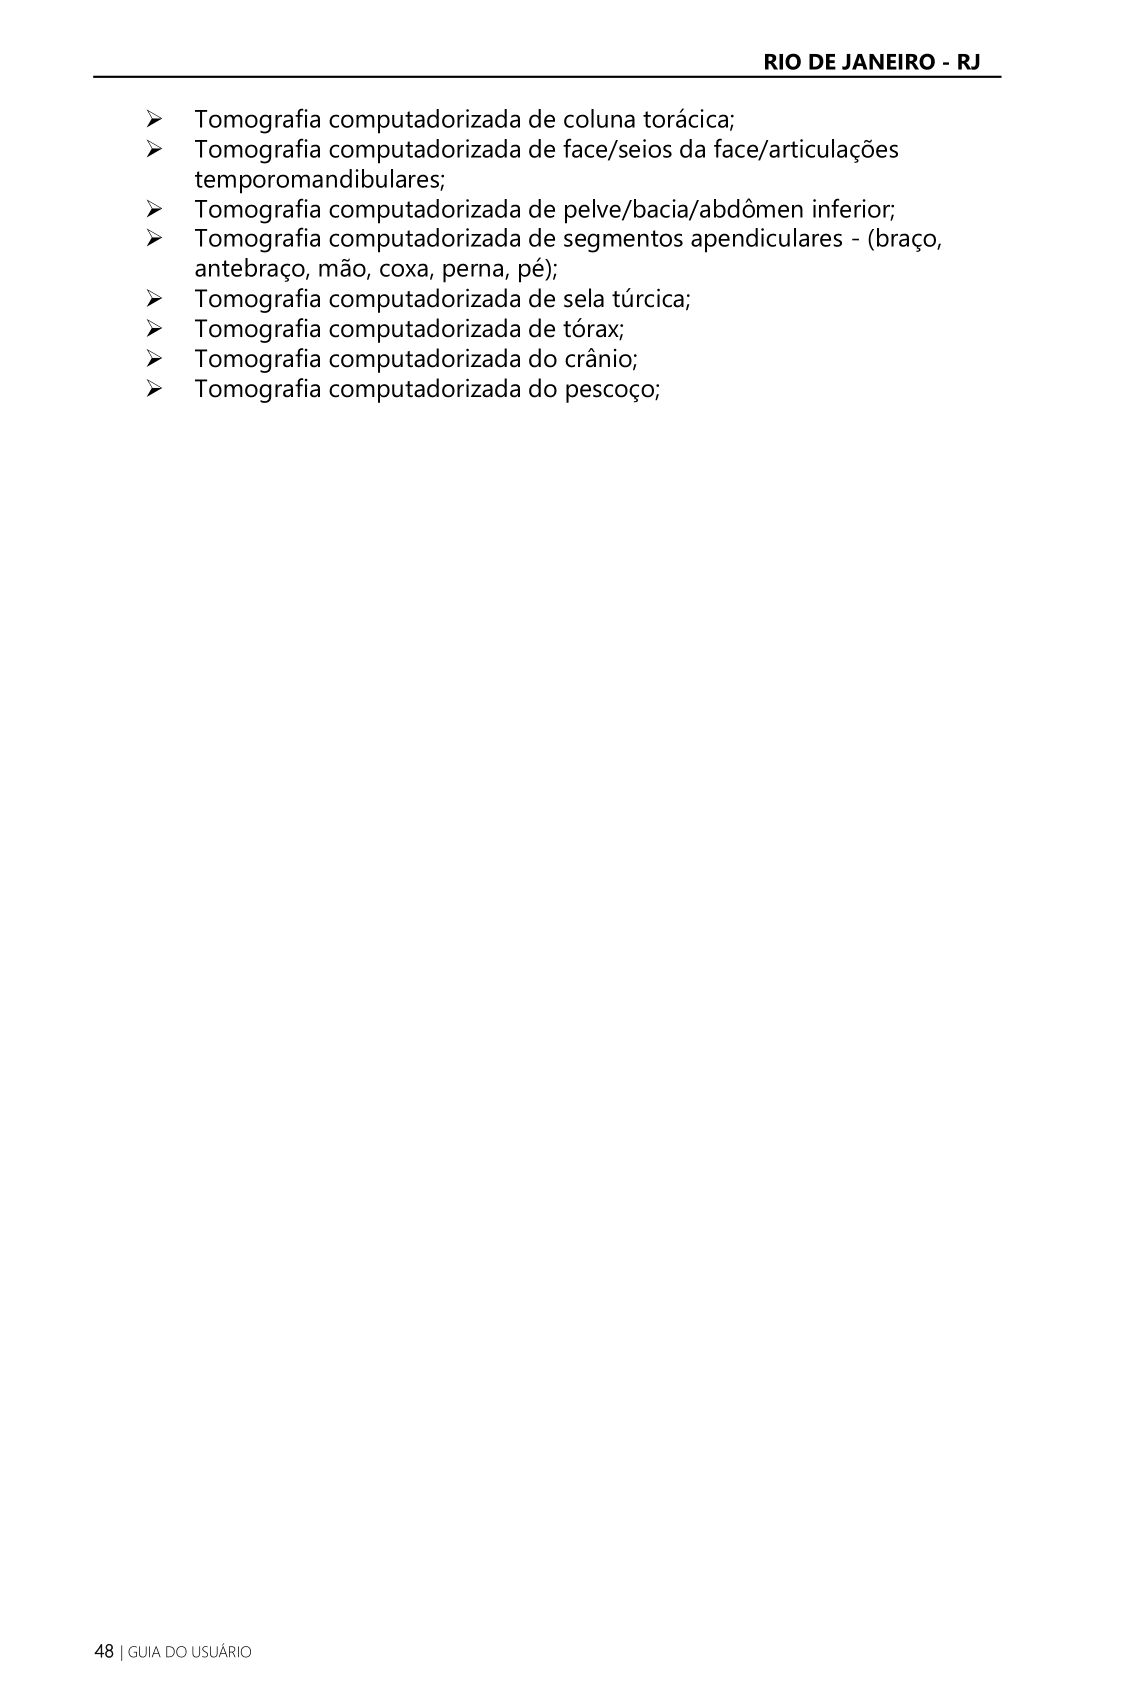 RIO DE JANEIRO - RJ
➢ Tomografia computadorizada de coluna torácica;
➢ Tomografia computadorizada de face/seios da face/articulações
temporomandibulares;
➢ Tomografia computadorizada de pelve/bacia/abdômen inferior;
➢ Tomografia computadorizada de segmentos apendiculares - (braço,
antebraço, mão, coxa, perna, pé);
➢ Tomografia computadorizada de sela túrcica;
➢ Tomografia computadorizada de tórax;
➢ Tomografia computadorizada do crânio;
➢ Tomografia computadorizada do pescoço;
48 | GUIA DO USUÁRIO